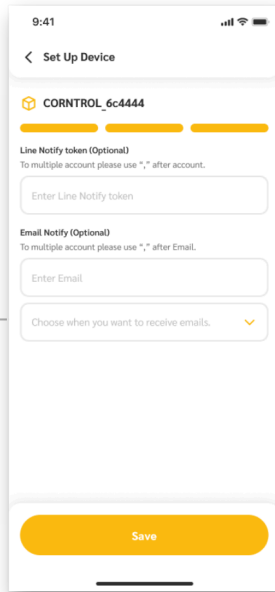 9:41
Set Up Device
CORNTROL_6c4444
Line Notify token (Optional)
To multiple account please use "," after account.
Enter Line Notify token
Email Notify (Optional)
To multiple account please use "," after Email.
Enter Email
Choose when you want to receive emails.
Save